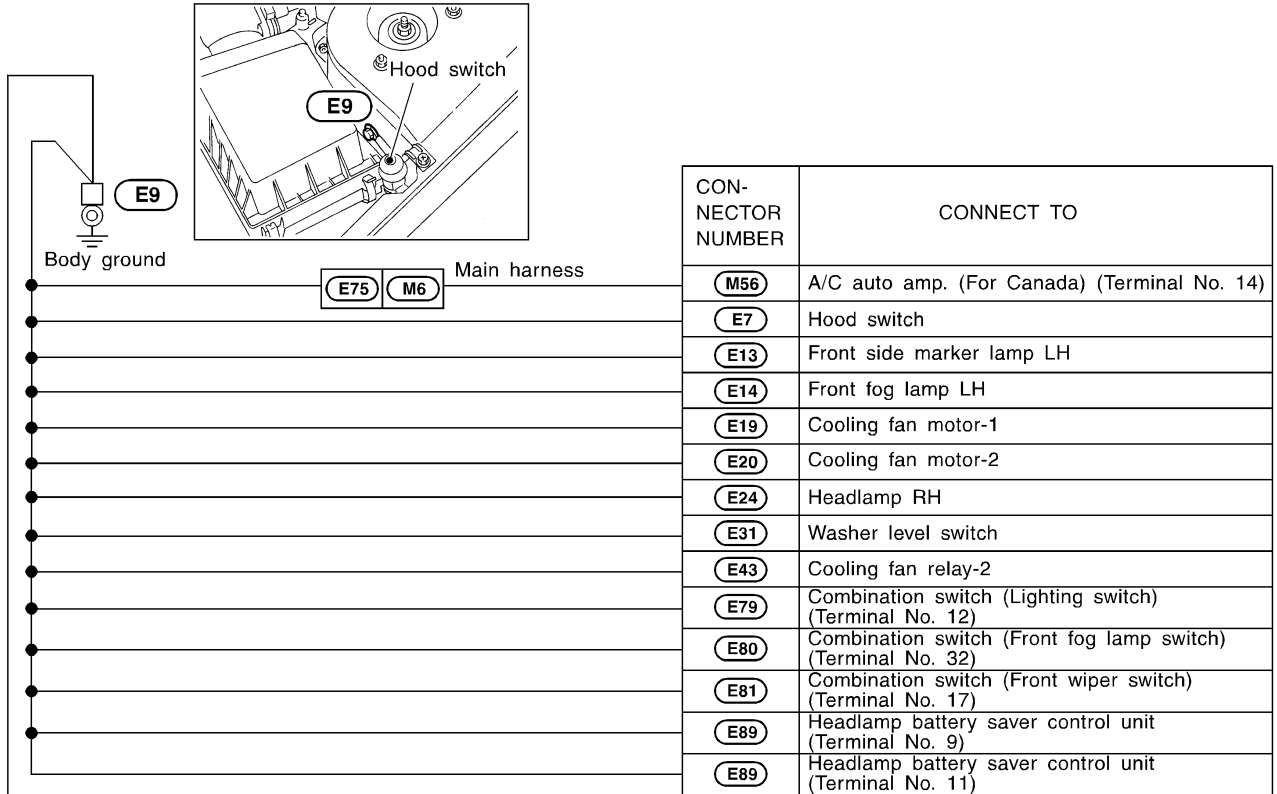 Hood switch
E9
E9
Body ground
E75 M6 Main harness
CON-
NECTOR
NUMBER
CONNECT TO
M56 A/C auto amp. (For Canada) (Terminal No. 14)
E7 Hood switch
E13 Front side marker lamp LH
E14 Front fog lamp LH
E19 Cooling fan motor-1
E20 Cooling fan motor-2
E24 Headlamp RH
E31 Washer level switch
E43 Cooling fan relay-2
E79 Combination switch (Lighting switch)
(Terminal No. 12)
E80 Combination switch (Front fog lamp switch)
(Terminal No. 32)
E81 Combination switch (Front wiper switch)
(Terminal No. 17)
E89 Headlamp battery saver control unit
(Terminal No. 9)
E89 Headlamp battery saver control unit
(Terminal No. 11)